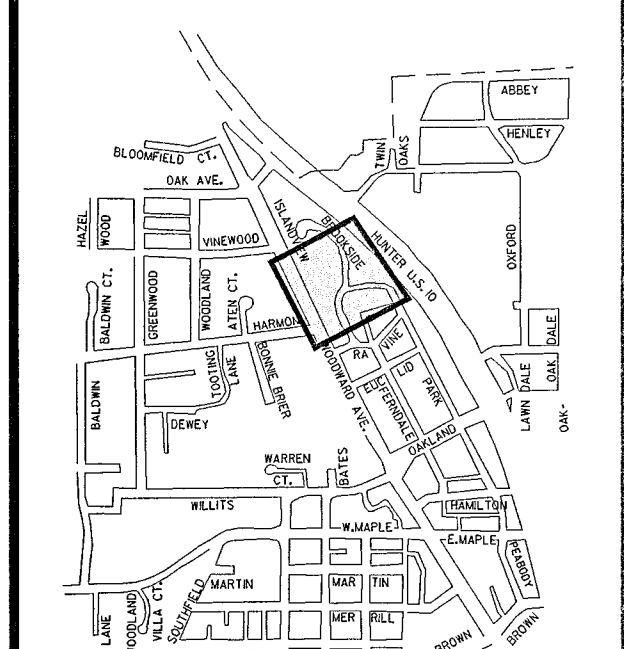 ABBEY
HENLEY
TWIN
OAKS
BLOOMFIELD CT.
OAK AVE.
HAZEL
WOOD
ISLANDVIEW
BROOKSIDE
HUNTER U.S. 10
OXFORD
VINEWOOD
BALDWIN CT.
GREENWOOD
WOODLAND
ATEN CT.
HARMON
WOODWARD AVE.
RA
VINE
TOOTING
LANE
BONNIE BRIER
EUC
LID
FERNDALE
PARK
LAWN DALE
OAK
DALE
OAK-
BALDWIN
DEWEY
OAKLAND
WARREN
CT.
BATES
WILLITS
HAMILTON
W.MAPLE
E.MAPLE
PEABODY
MARTIN
MAR TIN
SOUTHFIELD
MER RILL
LANE
WOODLAND
VILLA CT.
BROWN
BROWN